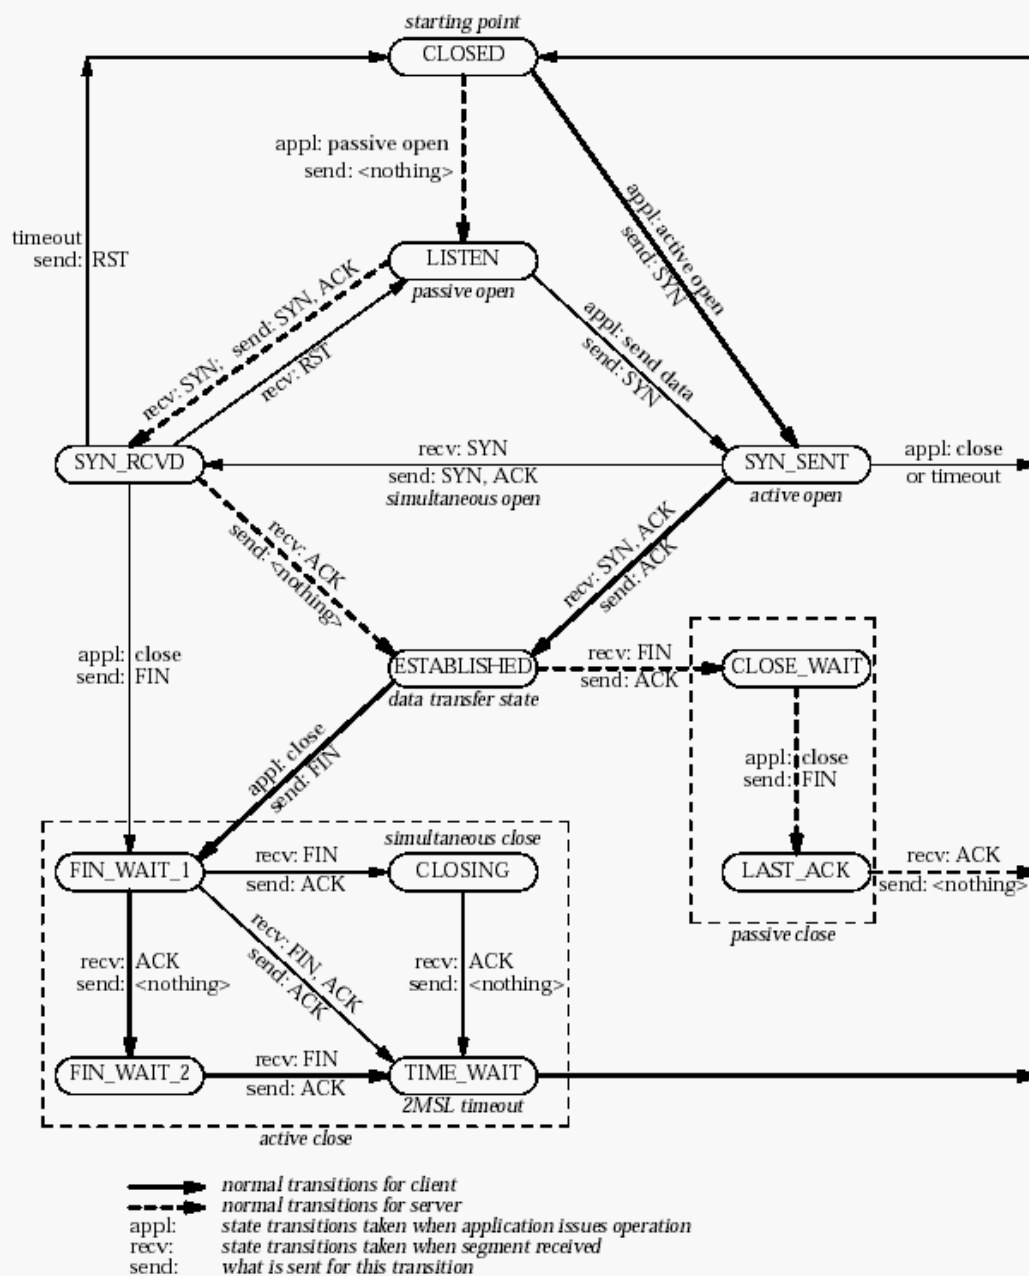 starting point
CLOSED
appl: passive open
send: <nothing>
appl: active open
send: SYN
timeout
send: RST
LISTEN
passive open
recv: SYN; send: SYN, ACK
recv: RST
appl: send data
send: SYN
SYN_RCVD
recv: SYN
send: SYN, ACK
simultaneous open
SYN_SENT
active open
appl: close
or timeout
recv: ACK
send: <nothing>
recv: SYN, ACK
send: ACK
appl: close
send: FIN
ESTABLISHED
data transfer state
recv: FIN
send: ACK
CLOSE_WAIT
appl: close
send: FIN
appl: close
send: FIN
LAST_ACK
recv: ACK
send: <nothing>
passive close
simultaneous close
FIN_WAIT_1
recv: FIN
send: ACK
CLOSING
recv: ACK
send: <nothing>
recv: FIN, ACK
send: ACK
recv: ACK
send: <nothing>
FIN_WAIT_2
recv: FIN
send: ACK
TIME_WAIT
2MSL timeout
active close
normal transitions for client
normal transitions for server
appl: state transitions taken when application issues operation
recv: state transitions taken when segment received
send: what is sent for this transition